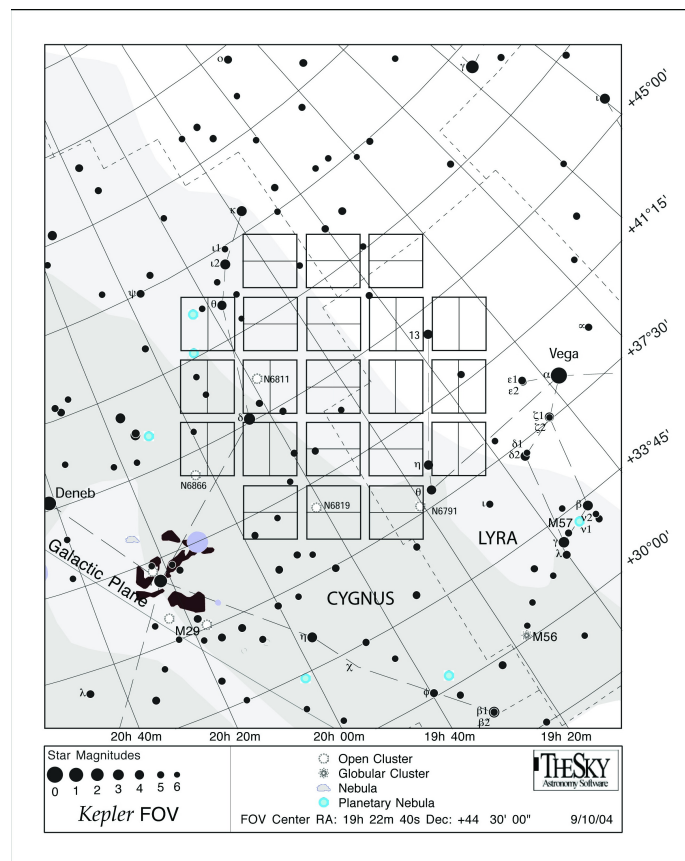 ο
γ
ι
+45°00'
κ
+41°15'
ι1
ι2
ψ
θ
13
α
+37°30'
Vega
α
N6811
ε1
ε2
ζ1
ζ2
δ
+33°45'
δ1
δ2
η
N6866
Deneb
θ
N6819
N6791
ι
β
ν2
M57
ν1
LYRA
γ
λ
+30°00'
Galactic Plane
CYGNUS
M29
η
M56
χ
λ
φ
β1
β2
20h 40m
20h 20m
20h 00m
19h 40m
19h 20m
Star Magnitudes
0 1 2 3 4 5 6
Kepler FOV
Open Cluster
Globular Cluster
Nebula
Planetary Nebula
THESKY
Astronomy Software
FOV Center RA: 19h 22m 40s Dec: +44 30' 00" 9/10/04